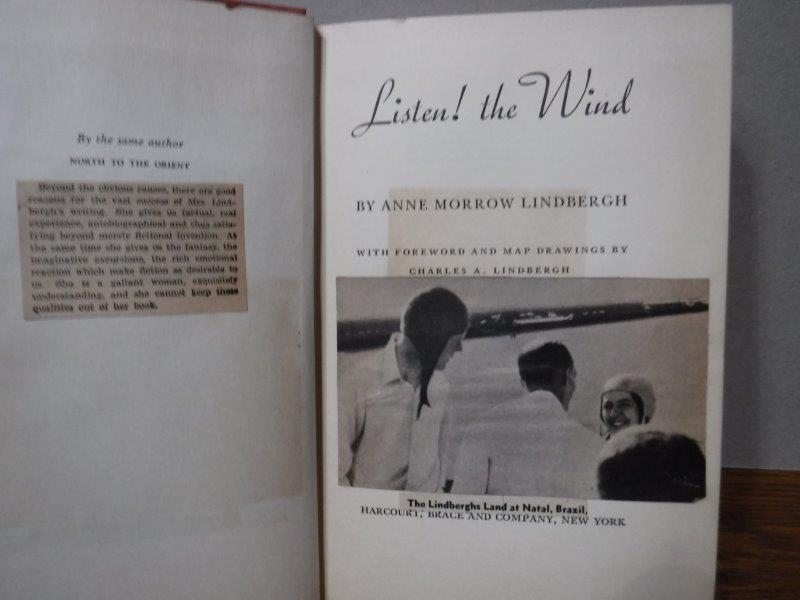 By the same author
NORTH TO THE ORIENT
Beyond the obvious causes, there are good
reasons for the vast success of Mrs. Lind-
bergh's writing. She gives us factual, real
experience, autobiographical and thus satis-
fying beyond merely fictional invention. At
the same time she gives us the fantasy, the
imaginative excursions, the rich emotional
reaction which make fiction so desirable to
us. She is a gallant woman, exquisitely
understanding, and she cannot keep these
qualities out of her book.
Listen! the Wind
BY ANNE MORROW LINDBERGH
WITH FOREWORD AND MAP DRAWINGS BY
CHARLES A. LINDBERGH
The Lindberghs Land at Natal, Brazil,
HARCOURT, BRACE AND COMPANY, NEW YORK